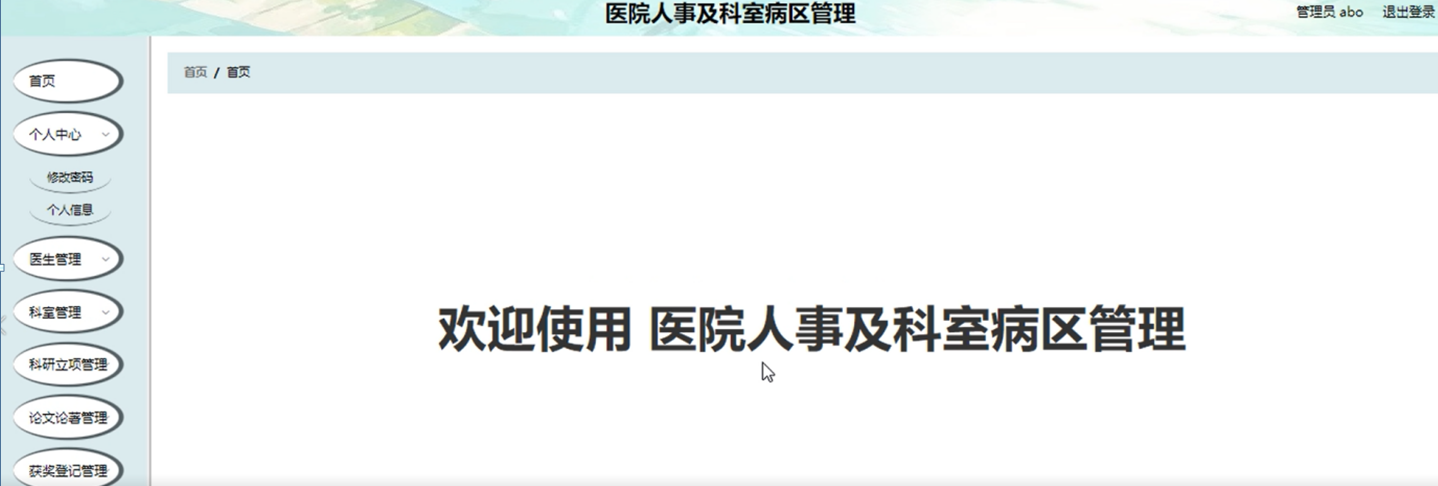 医院人事及科室病区管理
管理员 abo 退出登录
首页 / 首页
首页
个人中心
修改密码
个人信息
医生管理
科室管理
科研立项管理
论文论著管理
获奖登记管理
欢迎使用 医院人事及科室病区管理